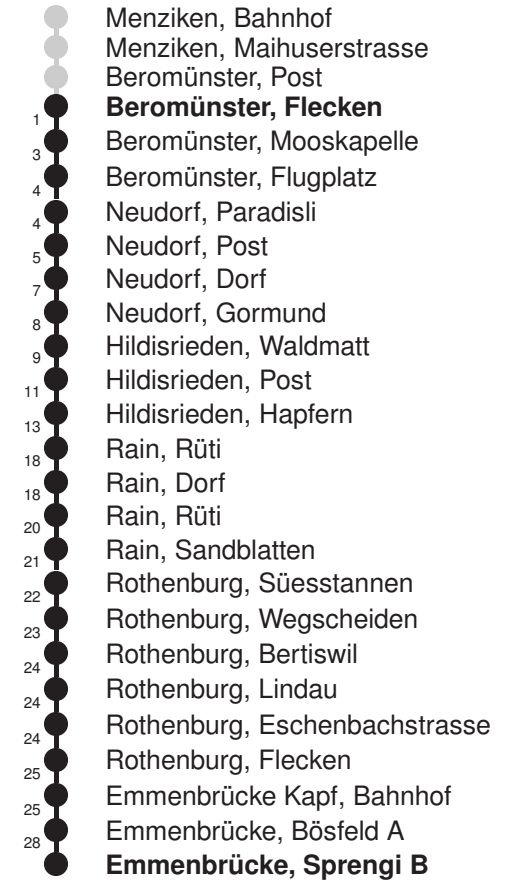 Menziken, Bahnhof
Menziken, Maihuserstrasse
Beromünster, Post
Beromünster, Flecken
1
Beromünster, Mooskapelle
3
Beromünster, Flugplatz
4
Neudorf, Paradisli
4
Neudorf, Post
5
Neudorf, Dorf
7
Neudorf, Gormund
8
Hildisrieden, Waldmatt
9
Hildisrieden, Post
11
Hildisrieden, Hapfern
13
Rain, Rüti
18
Rain, Dorf
18
Rain, Rüti
20
Rain, Sandblatten
21
Rothenburg, Süesstannen
22
Rothenburg, Wegscheiden
23
Rothenburg, Bertiswil
24
Rothenburg, Lindau
24
Rothenburg, Eschenbachstrasse
24
Rothenburg, Flecken
25
Emmenbrücke Kapf, Bahnhof
25
Emmenbrücke, Bösfeld A
28
Emmenbrücke, Sprengi B